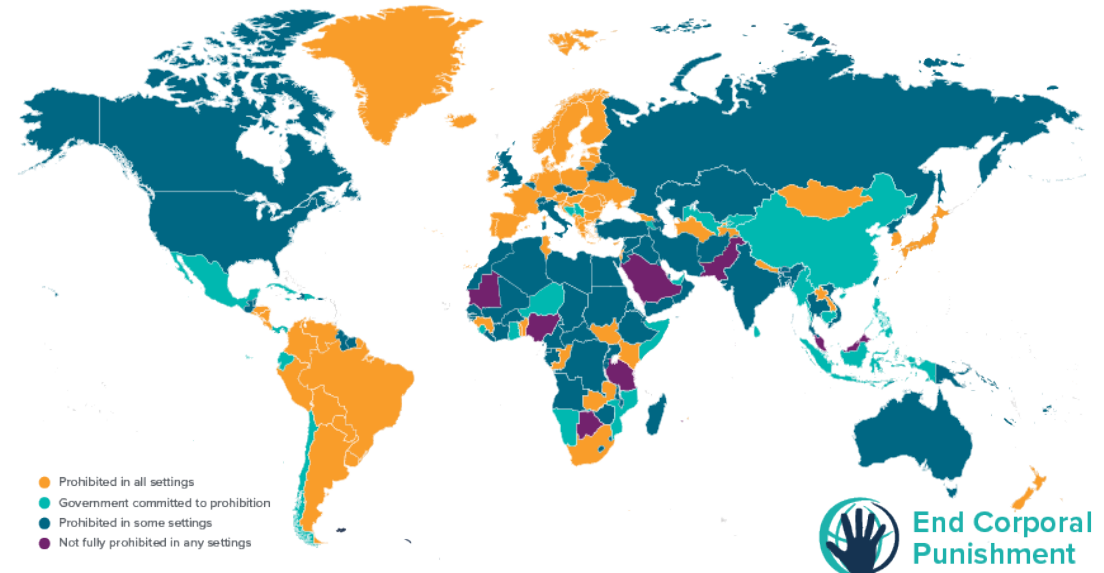 Prohibited in all settings
Government committed to prohibition
Prohibited in some settings
Not fully prohibited in any settings
End Corporal
Punishment